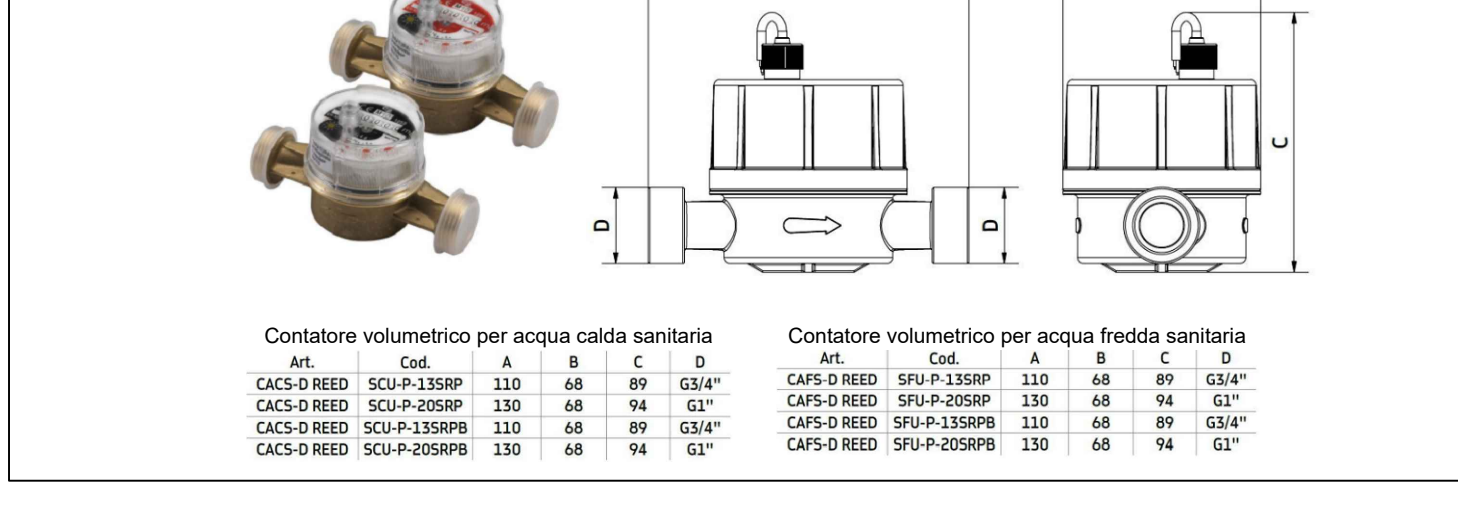 C
D
D
Contatore volumetrico per acqua calda sanitaria
Art. Cod. A B C D
CACS-D REED SCU-P-13SRP 110 68 89 G3/4"
CACS-D REED SCU-P-20SRP 130 68 94 G1"
CACS-D REED SCU-P-13SRPB 110 68 89 G3/4"
CACS-D REED SCU-P-20SRPB 130 68 94 G1"
Contatore volumetrico per acqua fredda sanitaria
Art. Cod. A B C D
CAFS-D REED SFU-P-13SRP 110 68 89 G3/4"
CAFS-D REED SFU-P-20SRP 130 68 94 G1"
CAFS-D REED SFU-P-13SRPB 110 68 89 G3/4"
CAFS-D REED SFU-P-20SRPB 130 68 94 G1"